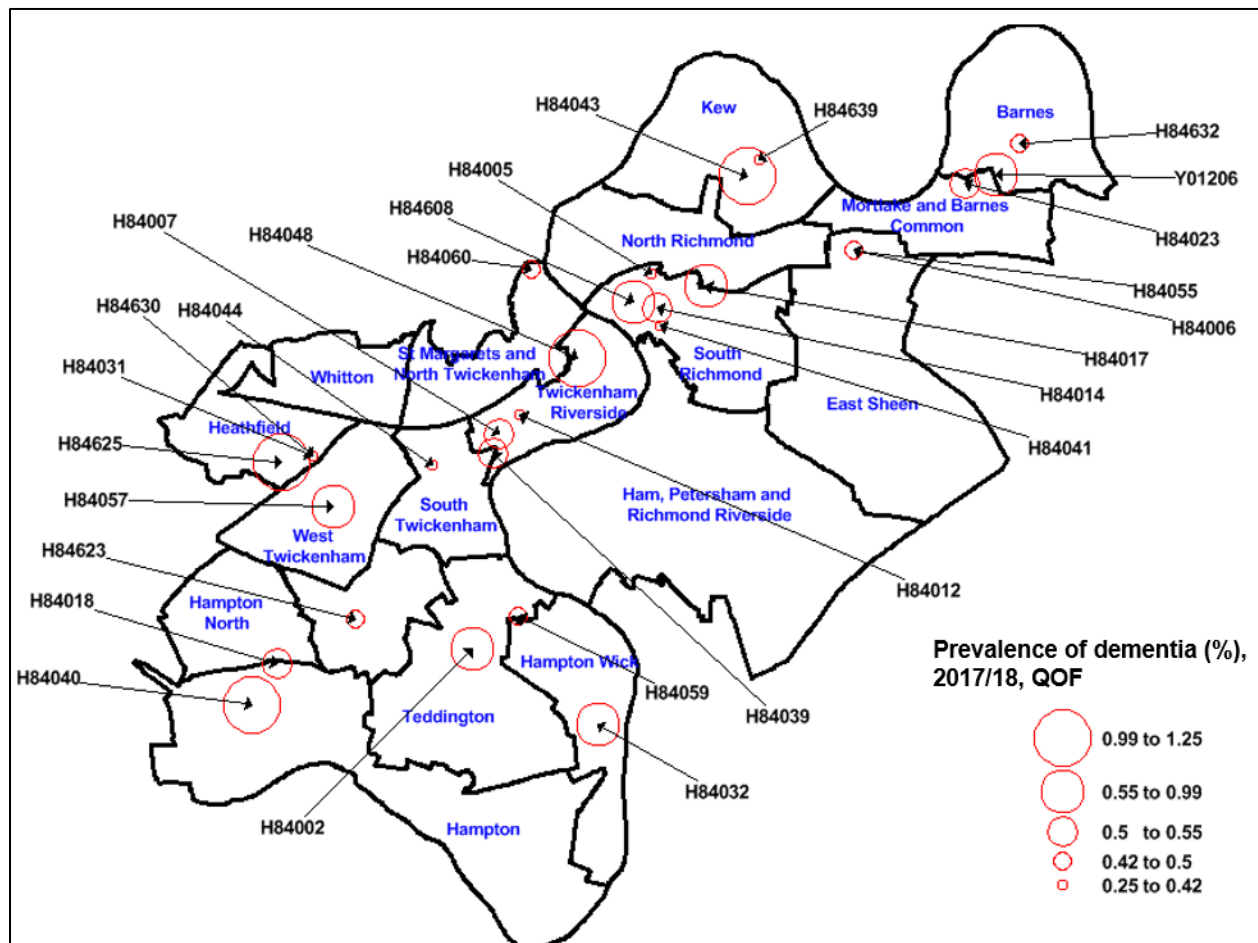 H84043
Kew
H84639
Barnes
H84632
H84005
Y01206
H84007
H84608
Mortlake and Barnes
Common
H84048
North Richmond
H84023
H84060
H84055
H84630
H84044
H84006
St Margarets and
North Twickenham
South
Richmond
H84017
H84031
Whitton
Twickenham
Riverside
East Sheen
H84014
H84625
Heathfield
H84041
H84057
South
Twickenham
Ham, Petersham and
Richmond Riverside
West
Twickenham
H84623
H84012
H84018
Hampton
North
Hampton Wick
Prevalence of dementia (%),
2017/18, QOF
H84040
H84059
Teddington
H84039
0.99 to 1.25
H84032
0.55 to 0.99
H84002
Hampton
0.5 to 0.55
0.42 to 0.5
0.25 to 0.42